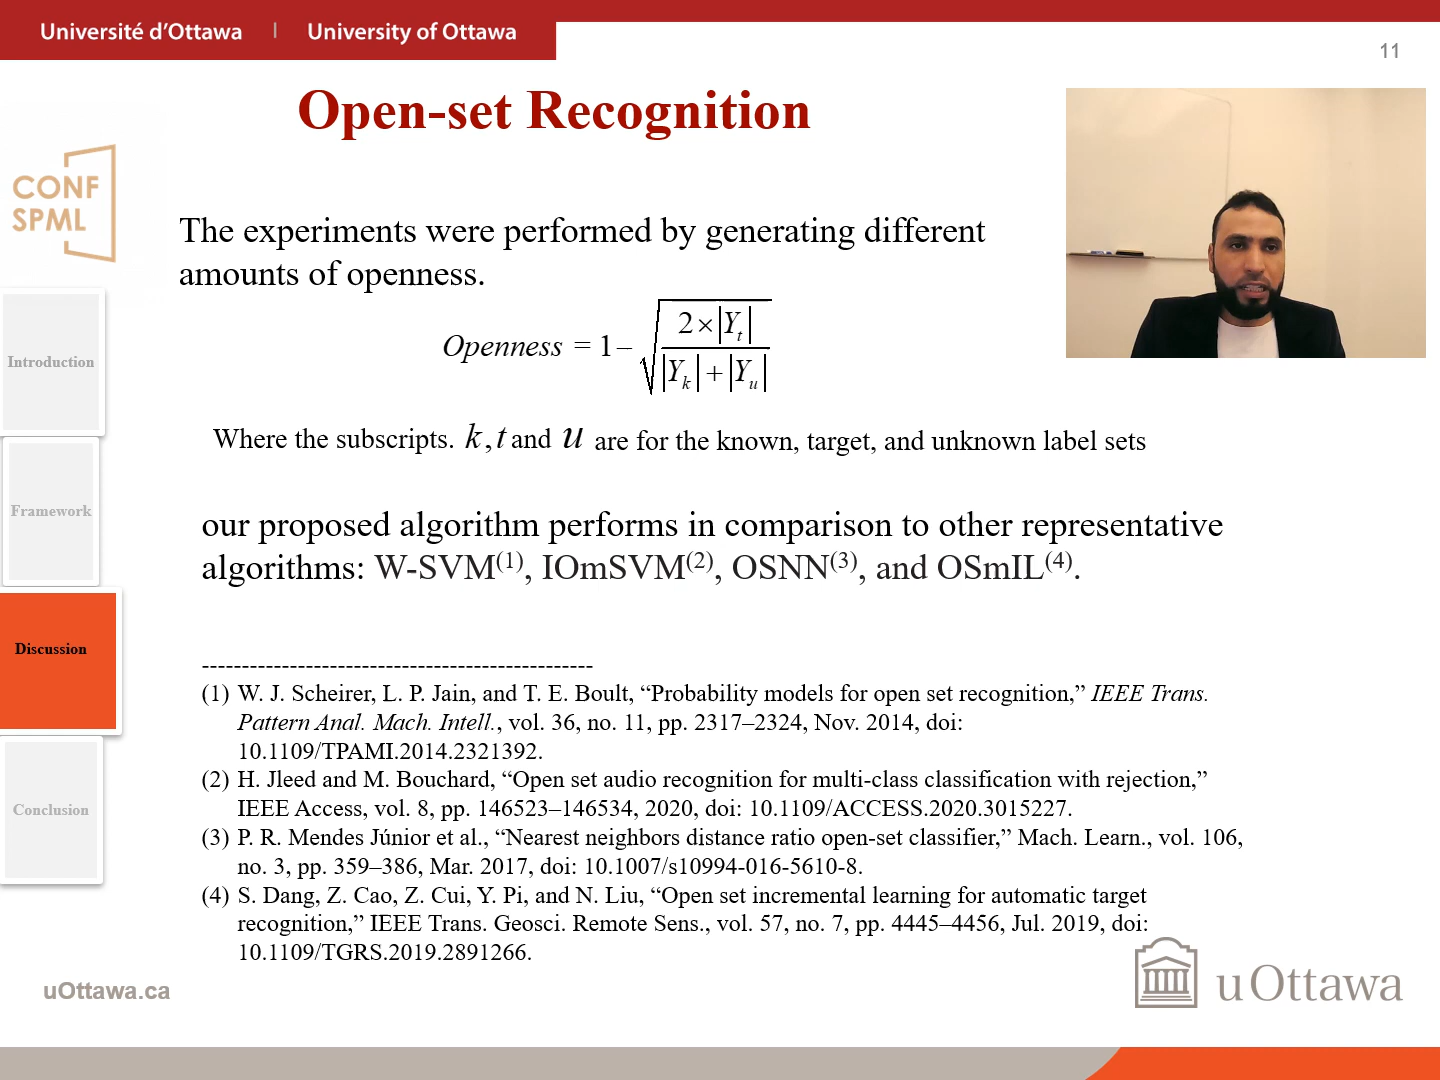 Université d'Ottawa | University of Ottawa
11
Open-set Recognition
CONF
SPML
The experiments were performed by generating different
amounts of openness.
Openness = 1 − √(2×|Yt| / |Yk|+|Yu|)
Where the subscripts. k,t and u are for the known, target, and unknown label sets
our proposed algorithm performs in comparison to other representative
algorithms: W-SVM(1), IOmSVM(2), OSNN(3), and OSmIL(4).
Introduction
Framework
Discussion
Conclusion
-------------------------------------------------
(1) W. J. Scheirer, L. P. Jain, and T. E. Boult, “Probability models for open set recognition,” IEEE Trans.
Pattern Anal. Mach. Intell., vol. 36, no. 11, pp. 2317–2324, Nov. 2014, doi:
10.1109/TPAMI.2014.2321392.
(2) H. Jleed and M. Bouchard, “Open set audio recognition for multi-class classification with rejection,”
IEEE Access, vol. 8, pp. 146523–146534, 2020, doi: 10.1109/ACCESS.2020.3015227.
(3) P. R. Mendes Júnior et al., “Nearest neighbors distance ratio open-set classifier,” Mach. Learn., vol. 106,
no. 3, pp. 359–386, Mar. 2017, doi: 10.1007/s10994-016-5610-8.
(4) S. Dang, Z. Cao, Z. Cui, Y. Pi, and N. Liu, “Open set incremental learning for automatic target
recognition,” IEEE Trans. Geosci. Remote Sens., vol. 57, no. 7, pp. 4445–4456, Jul. 2019, doi:
10.1109/TGRS.2019.2891266.
uOttawa.ca
uOttawa